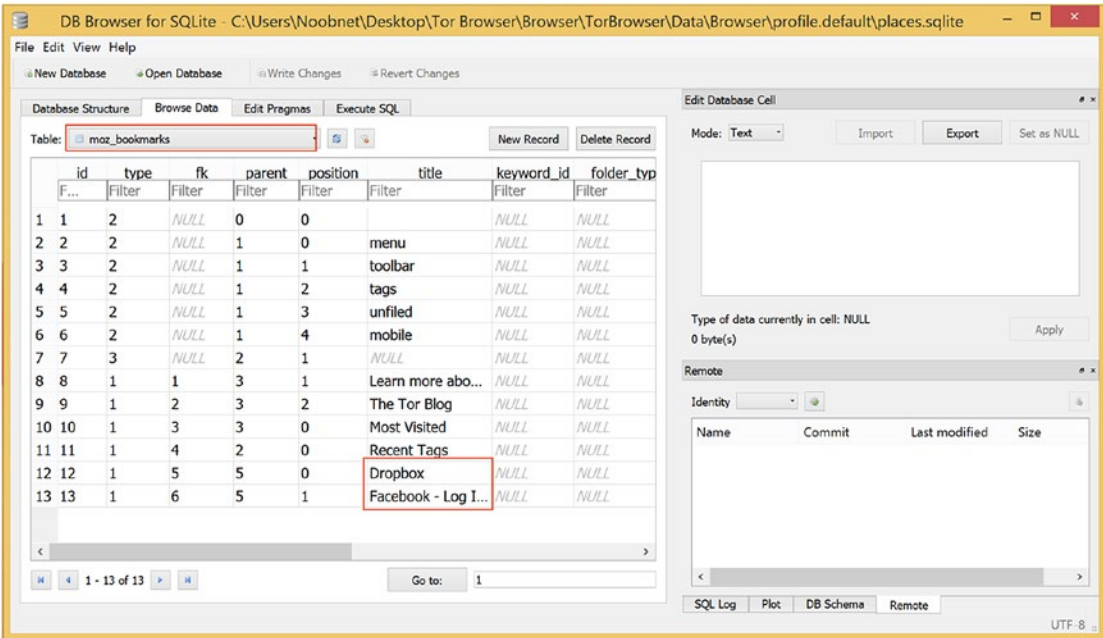 DB Browser for SQLite - C:\Users\Noobnet\Desktop\Tor Browser\Browser\TorBrowser\Data\Browser\profile.default\places.sqlite
File Edit View Help
New Database Open Database Write Changes Revert Changes
Database Structure Browse Data Edit Pragmas Execute SQL
Table: moz_bookmarks New Record Delete Record
id type fk parent position title keyword_id folder_typ
F... Filter Filter Filter Filter Filter Filter Filter
1 1 2 NULL 0 0 NULL NULL
2 2 2 NULL 1 0 menu NULL NULL
3 3 2 NULL 1 1 toolbar NULL NULL
4 4 2 NULL 1 2 tags NULL NULL
5 5 2 NULL 1 3 unfiled NULL NULL
6 6 2 NULL 1 4 mobile NULL NULL
7 7 3 NULL 2 1 NULL NULL NULL
8 8 1 1 3 1 Learn more abo... NULL NULL
9 9 1 2 3 2 The Tor Blog NULL NULL
10 10 1 3 3 0 Most Visited NULL NULL
11 11 1 4 2 0 Recent Tags NULL NULL
12 12 1 5 5 0 Dropbox NULL NULL
13 13 1 6 5 1 Facebook - Log I... NULL NULL
1 - 13 of 13 Go to: 1
Edit Database Cell
Mode: Text Import Export Set as NULL
Type of data currently in cell: NULL
0 byte(s)
Apply
Remote
Identity
Name Commit Last modified Size
SQL Log Plot DB Schema Remote
UTF-8